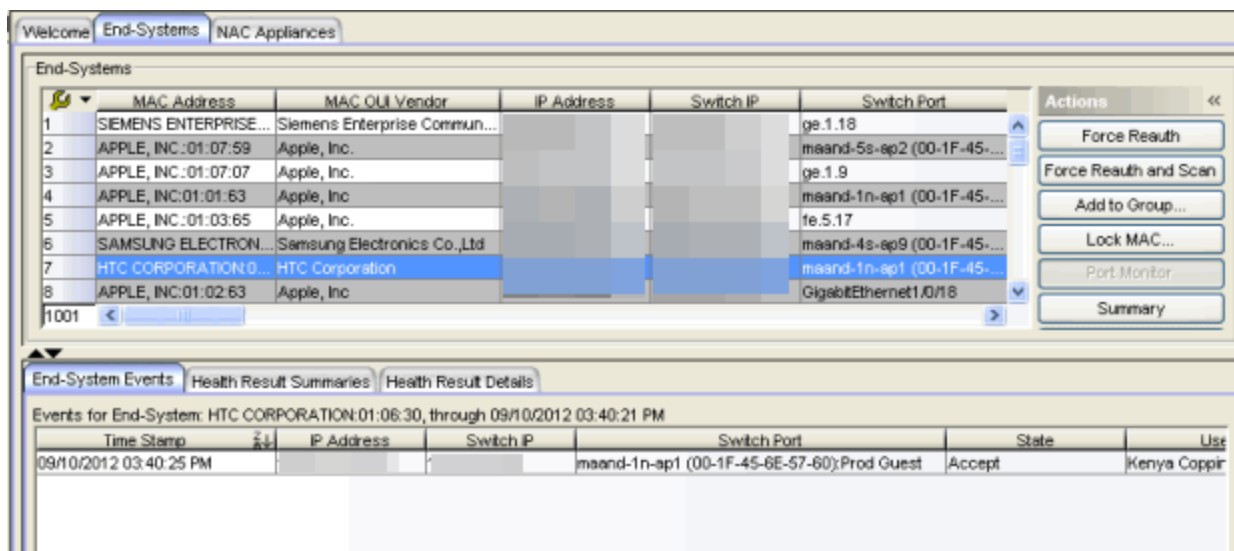 Welcome End-Systems NAC Appliances
End-Systems
MAC Address MAC OUI Vendor IP Address Switch IP Switch Port
1 SIEMENS ENTERPRISE... Siemens Enterprise Commun... ge.1.18
2 APPLE, INC.:01:07:59 Apple, Inc. maand-5s-ap2 (00-1F-45-...
3 APPLE, INC.:01:07:07 Apple, Inc. ge.1.9
4 APPLE, INC:01:01:63 Apple, Inc maand-1n-ap1 (00-1F-45-...
5 APPLE, INC.:01:03:65 Apple, Inc. fe.5.17
6 SAMSUNG ELECTRON... Samsung Electronics Co.,Ltd maand-4s-ap9 (00-1F-45-...
7 HTC CORPORATION:0... HTC Corporation maand-1n-ap1 (00-1F-45-...
8 APPLE, INC:01:02:63 Apple, Inc GigabitEthernet1/0/18
1001
Actions «
Force Reauth
Force Reauth and Scan
Add to Group...
Lock MAC...
Port Monitor
Summary
End-System Events Health Result Summaries Health Result Details
Events for End-System: HTC CORPORATION:01:06:30, through 09/10/2012 03:40:21 PM
Time Stamp IP Address Switch IP Switch Port State Use
09/10/2012 03:40:25 PM maand-1n-ap1 (00-1F-45-6E-57-60):Prod Guest Accept Kenya Coppin